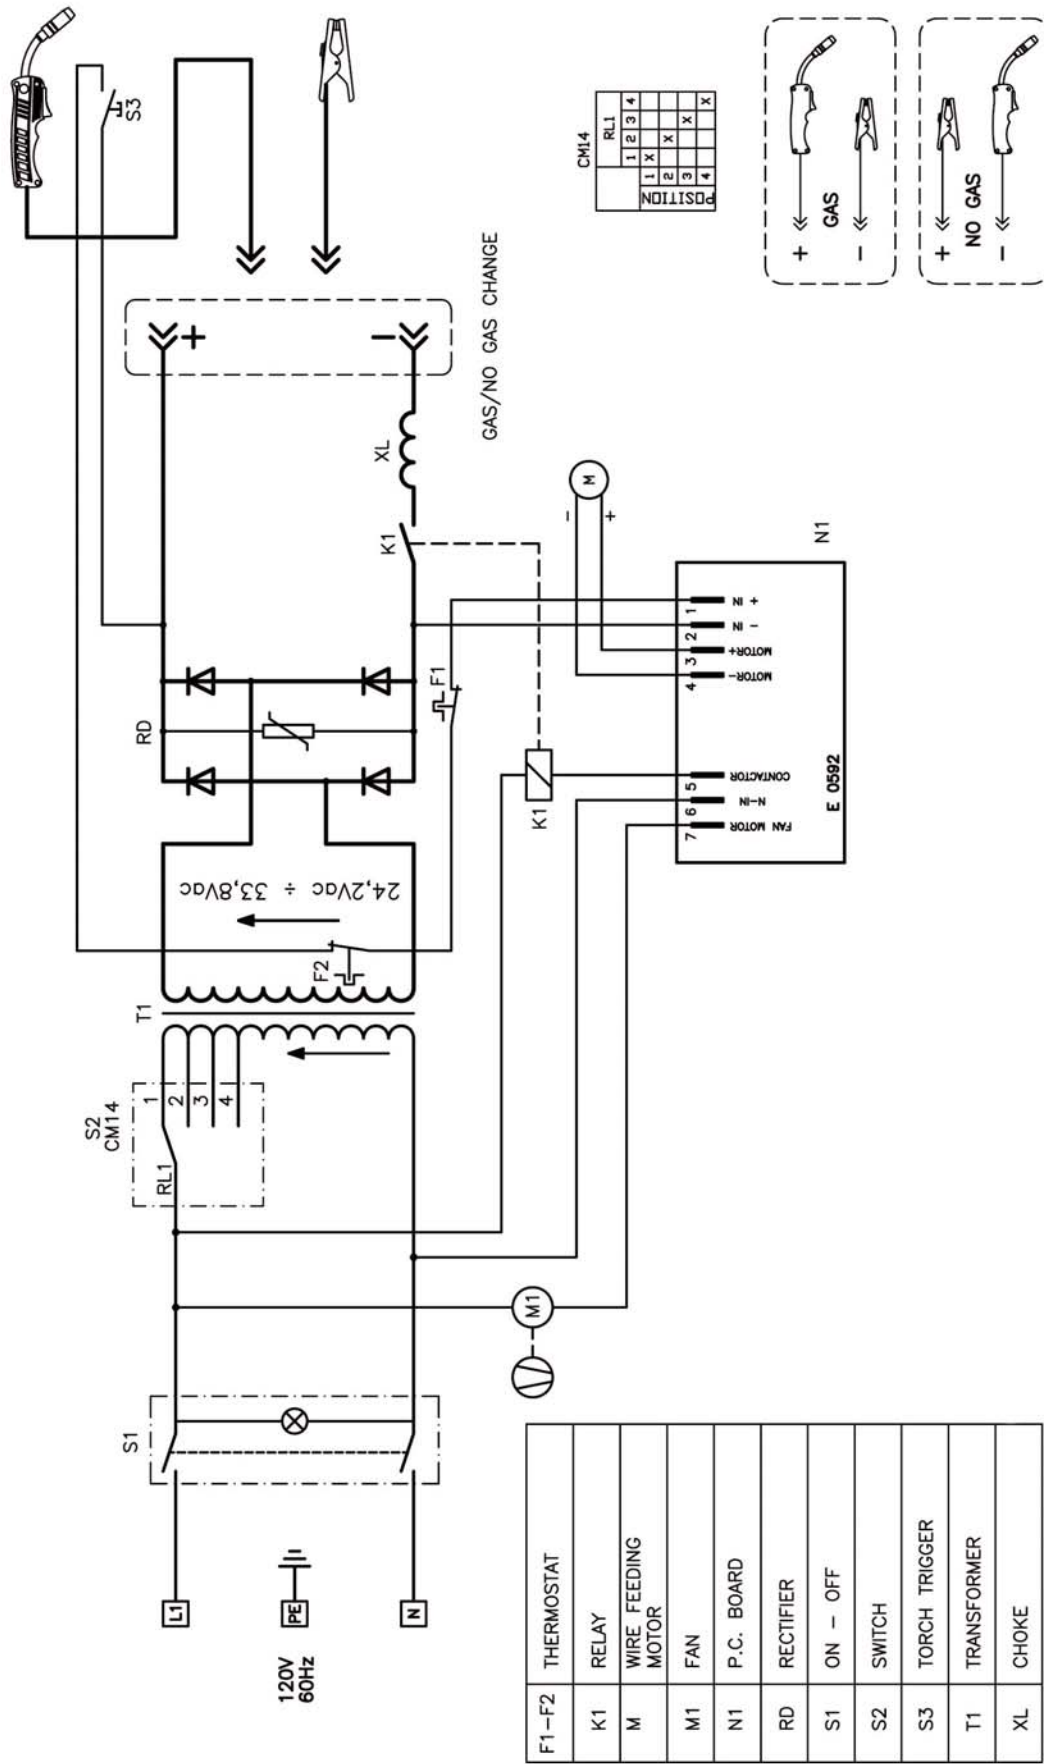 S3
GAS/NO GAS CHANGE
+
-
XL
K1
RD
F1
24,2Vac ÷ 33,8Vac
F2
T1
S2
CM14
1
2
3
4
RL1
S1
L1
PE
N
120V
60Hz
M1
K1
M
-
+
N1
1 + IN
2 - IN
3 MOTOR+
4 MOTOR-
5 CONTACTOR
6 N-IN
7 FAN MOTOR
E 0592
CM14
RL1
1 2 3 4
POSITION
1 X
2 X
3 X
4 X
+
GAS
-
+
NO GAS
-
F1-F2 THERMOSTAT
K1 RELAY
M WIRE FEEDING
MOTOR
M1 FAN
N1 P.C. BOARD
RD RECTIFIER
S1 ON - OFF
S2 SWITCH
S3 TORCH TRIGGER
T1 TRANSFORMER
XL CHOKE